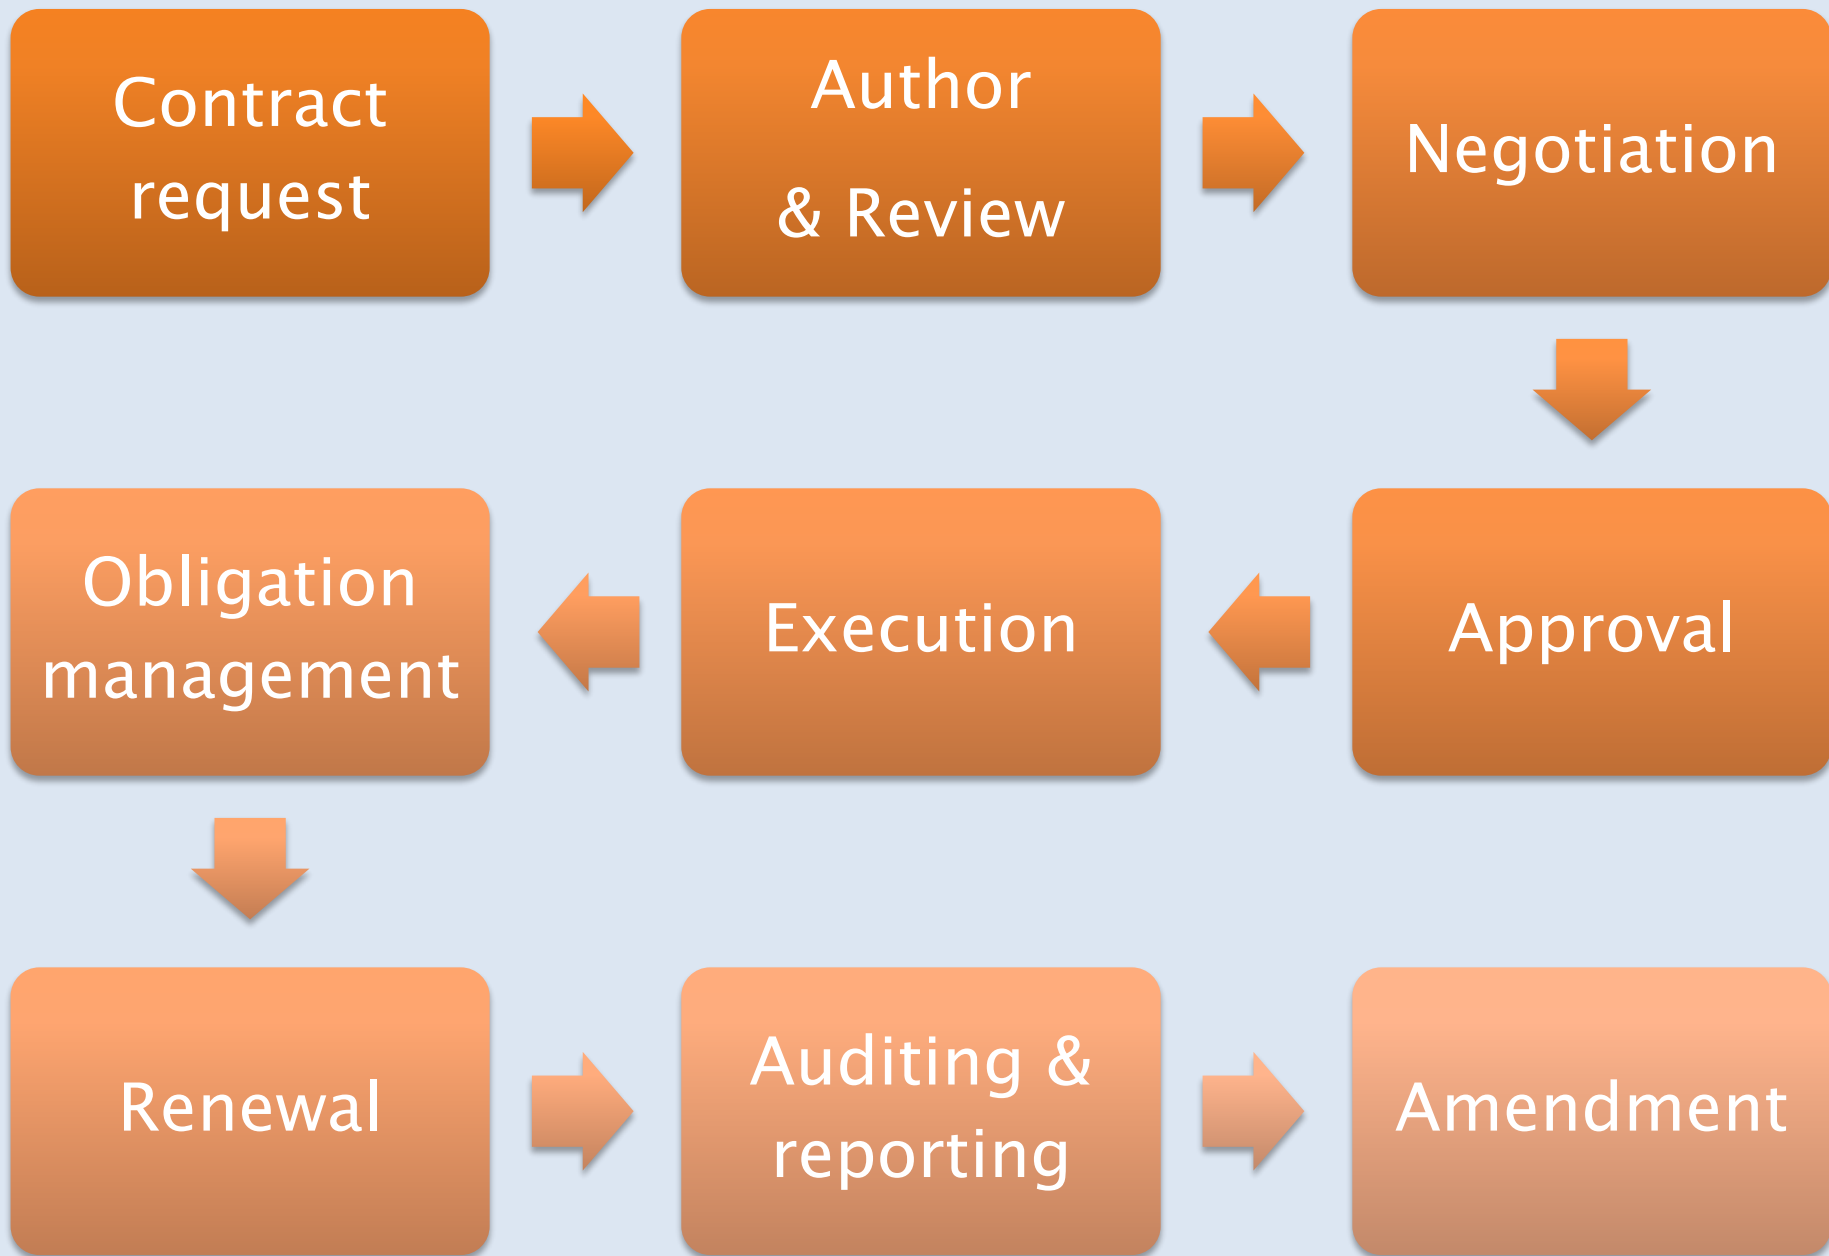 Contract
request
Author
& Review
Negotiation
Approval
Execution
Obligation
management
Renewal
Auditing &
reporting
Amendment